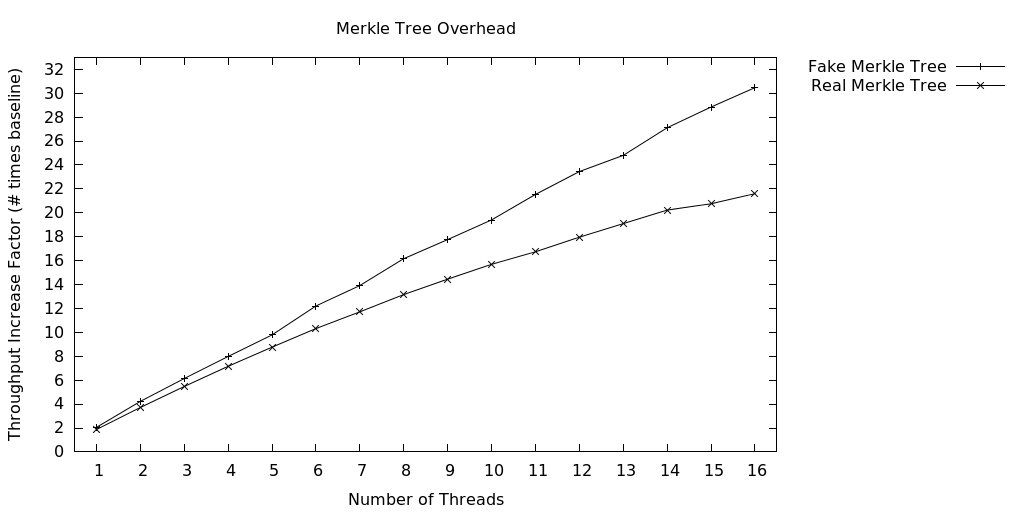 Merkle Tree Overhead
Fake Merkle Tree
Real Merkle Tree
Throughput Increase Factor (# times baseline)
32
30
28
26
24
22
20
18
16
14
12
10
8
6
4
2
0
1 2 3 4 5 6 7 8 9 10 11 12 13 14 15 16
Number of Threads